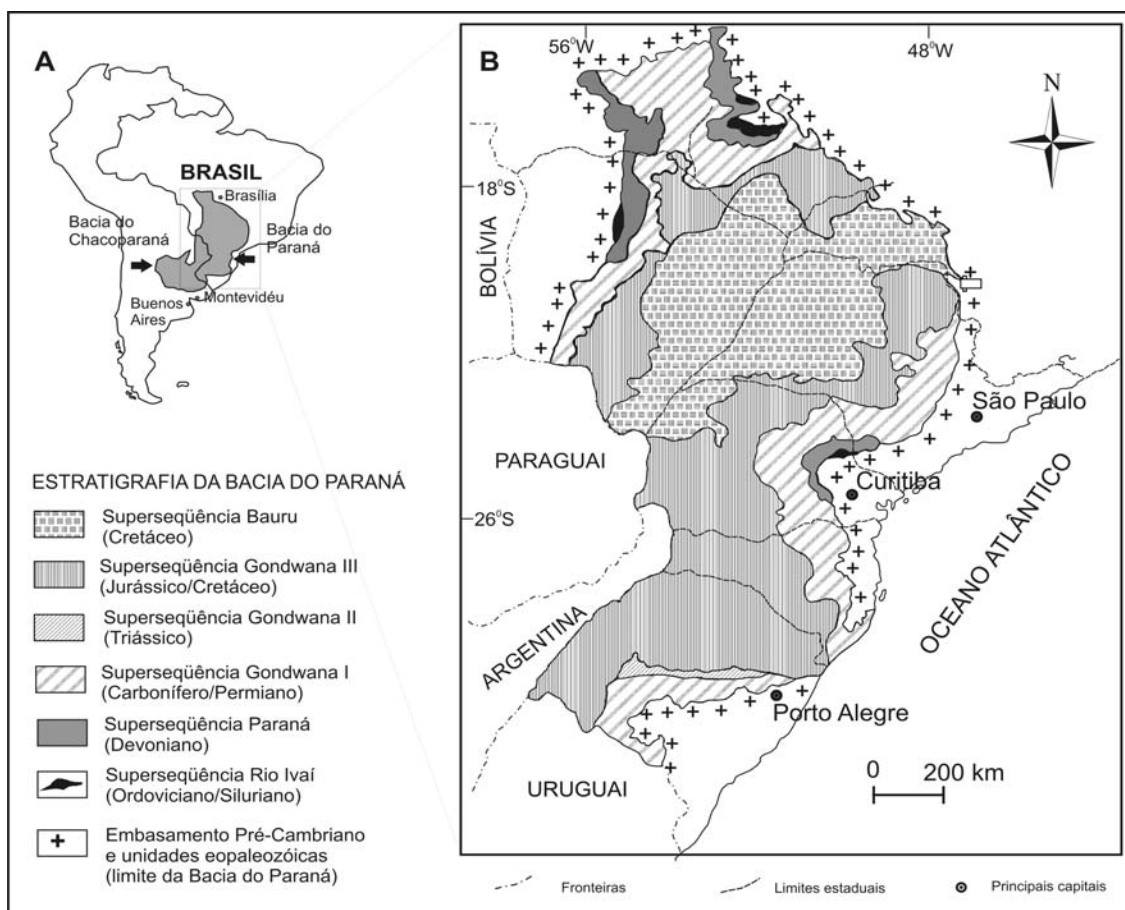 A
BRASIL
Brasília
Bacia do
Chacoparaná
Bacia do
Paraná
Buenos
Aires
Montevidéu
ESTRATIGRAFIA DA BACIA DO PARANÁ
Superseqüência Bauru
(Cretáceo)
Superseqüência Gondwana III
(Jurássico/Cretáceo)
Superseqüência Gondwana II
(Triássico)
Superseqüência Gondwana I
(Carbonífero/Permiano)
Superseqüência Paraná
(Devoniano)
Superseqüência Rio Ivaí
(Ordoviciano/Siluriano)
Embasamento Pré-Cambriano
e unidades eopaleozóicas
(limite da Bacia do Paraná)
B
56°W
48°W
N
18°S
BOLÍVIA
São Paulo
PARAGUAI
Curitiba
26°S
OCEANO ATLÂNTICO
ARGENTINA
Porto Alegre
URUGUAI
0 200 km
Fronteiras
Limites estaduais
Principais capitais